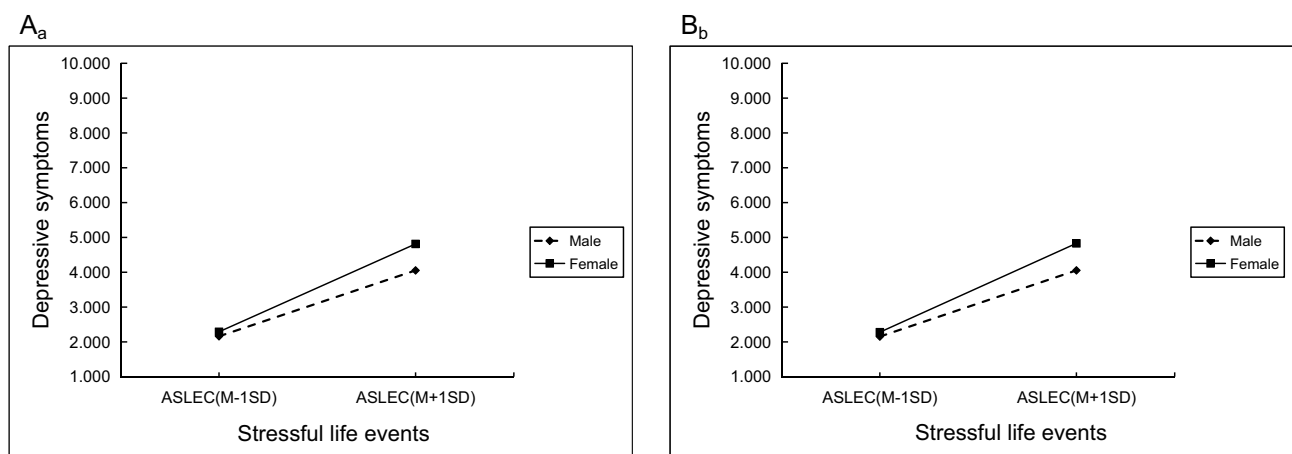 Aa
10.000
9.000
8.000
7.000
6.000
5.000
4.000
3.000
2.000
1.000
Depressive symptoms
ASLEC(M-1SD) ASLEC(M+1SD)
Stressful life events
Male
Female
Bb
10.000
9.000
8.000
7.000
6.000
5.000
4.000
3.000
2.000
1.000
Depressive symptoms
ASLEC(M-1SD) ASLEC(M+1SD)
Stressful life events
Male
Female